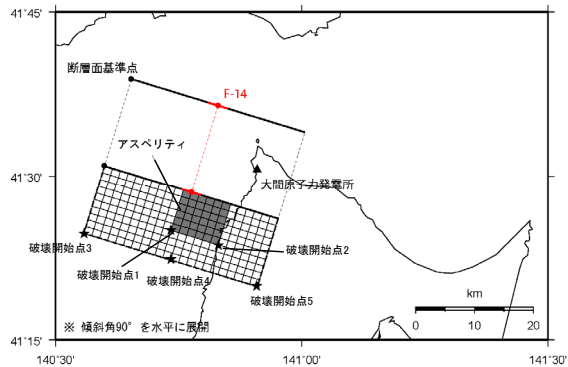 41°45'
断層面基準点
F-14
アスペリティ
41°30'
大間原子力発電所
破壊開始点3
破壊開始点2
破壊開始点1
破壊開始点4
破壊開始点5
km
※ 傾斜角90°を水平に展開
0 10 20
41°15'
140°30' 141°00' 141°30'